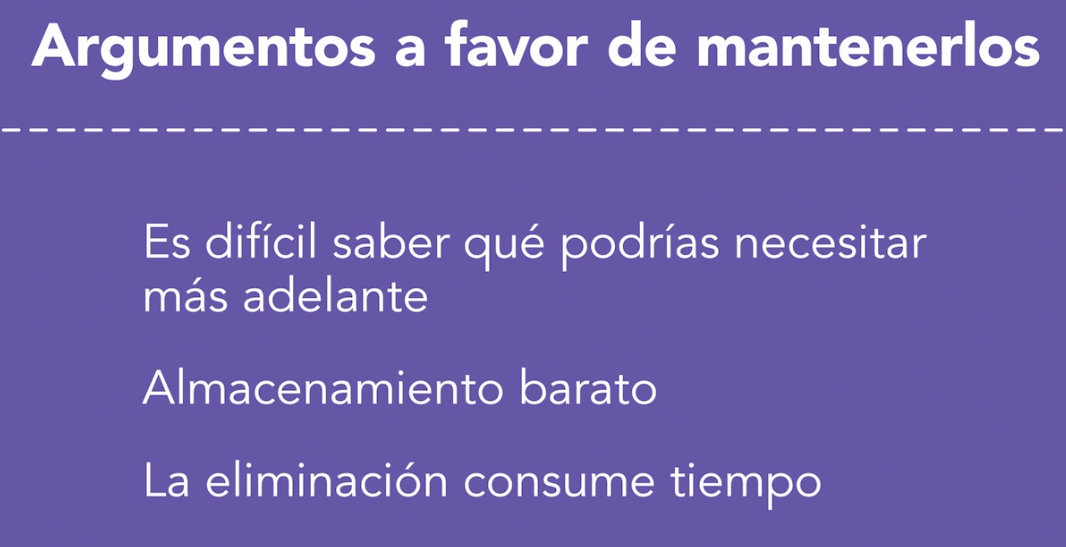 Argumentos a favor de mantenerlos
Es difícil saber qué podrías necesitar
más adelante
Almacenamiento barato
La eliminación consume tiempo